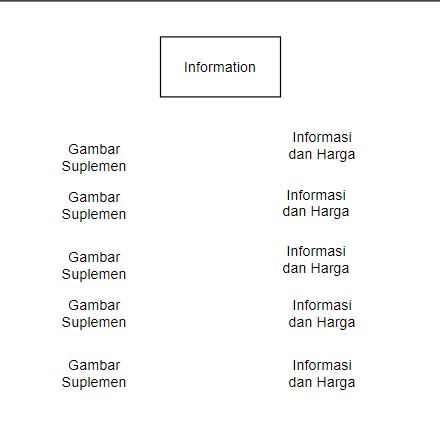 Information
Gambar
Suplemen
Informasi
dan Harga
Gambar
Suplemen
Informasi
dan Harga
Gambar
Suplemen
Informasi
dan Harga
Gambar
Suplemen
Informasi
dan Harga
Gambar
Suplemen
Informasi
dan Harga